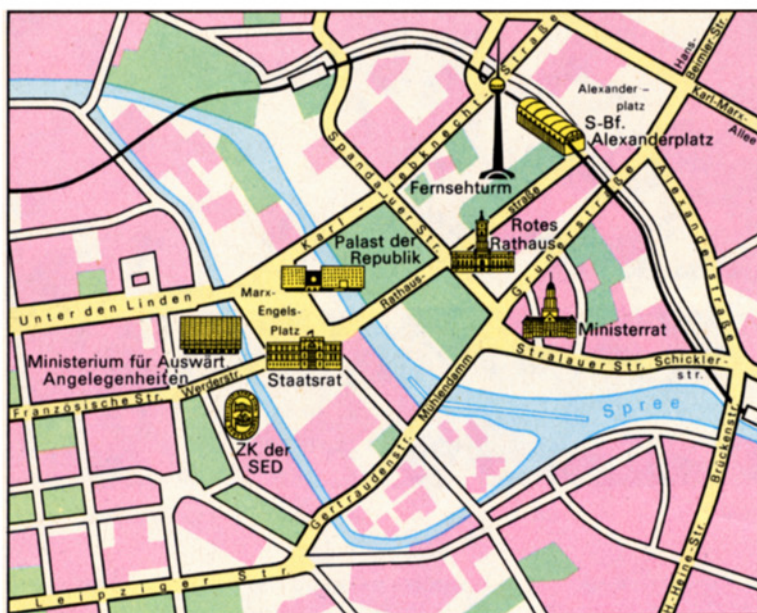 Hans-
Beimler-Str.
Straße
Alexander-
platz
Karl-Marx-
Allee
S-Bf.
Alexanderplatz
Spandauer Str.
Karl-Liebknecht-
Fernsehturm
straße
Grunerstraße
Alexanderstraße
Rotes
Rathaus
Palast der
Republik
Rathaus-
Unter den Linden
Marx-
Engels-
Platz
Ministerrat
Ministerium für Auswärt
Angelegenheiten
Werderstr.
Staatsrat
Mühlendamm
Stralauer Str.
Schickler-
str.
Französische Str.
Spree
ZK der
SED
Gertraudenstr.
Brückenstr.
Leipziger Str.
H.-Heine-Str.